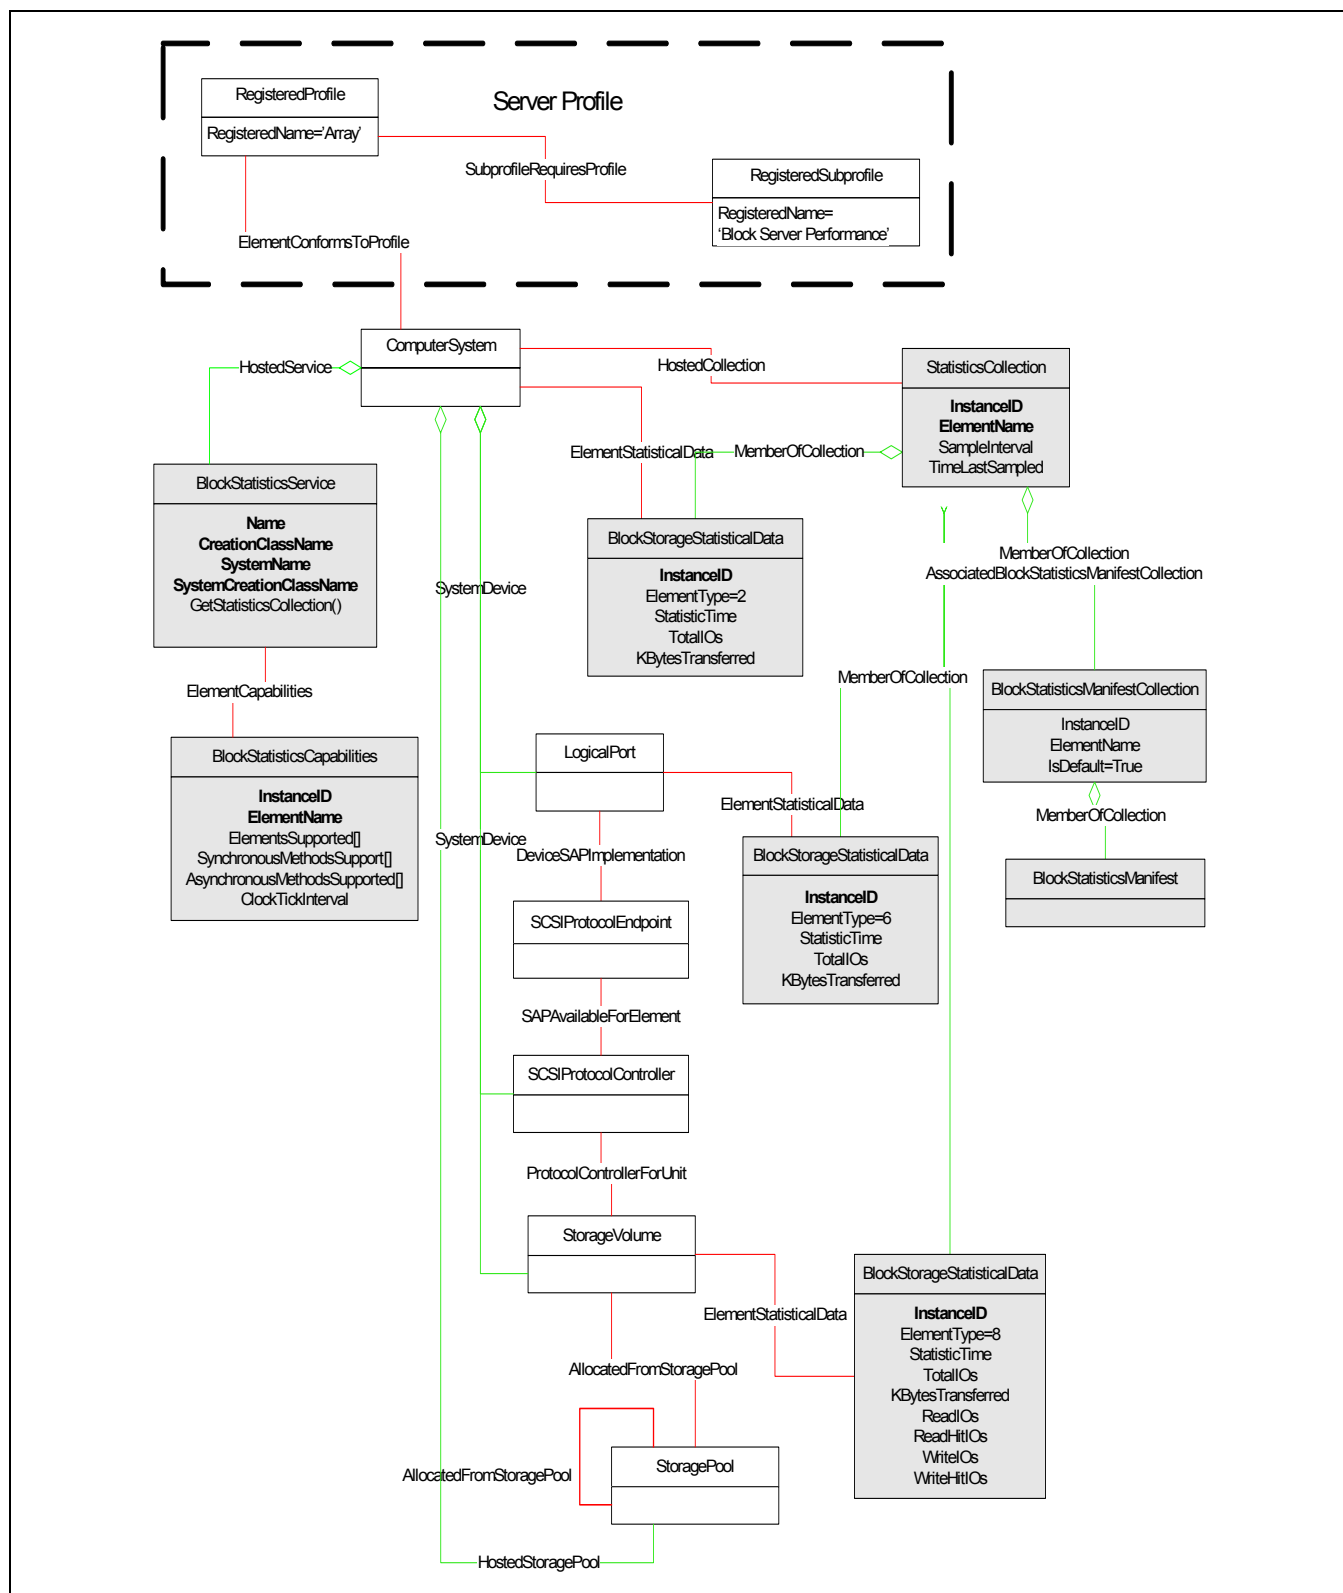 RegisteredProfile
Server Profile
RegisteredName='Array'
SubprofileRequiresProfile
RegisteredSubprofile
RegisteredName=
'Block Server Performance'
ElementConformsToProfile
ComputerSystem
HostedService
HostedCollection
StatisticsCollection
InstanceID
ElementName
SampleInterval
TimeLastSampled
ElementStatisticalData
MemberOfCollection
BlockStatisticsService
Name
CreationClassName
SystemName
SystemCreationClassName
GetStatisticsCollection()
BlockStorageStatisticalData
InstanceID
ElementType=2
StatisticTime
TotalIOs
KBytesTransferred
MemberOfCollection
AssociatedBlockStatisticsManifestCollection
SystemDevice
ElementCapabilities
MemberOfCollection
BlockStatisticsManifestCollection
InstanceID
ElementName
IsDefault=True
MemberOfCollection
BlockStatisticsManifest
BlockStatisticsCapabilities
InstanceID
ElementName
ElementsSupported[]
SynchronousMethodsSupport[]
AsynchronousMethodsSupported[]
ClockTickInterval
LogicalPort
ElementStatisticalData
SystemDevice
DeviceSAPImplementation
BlockStorageStatisticalData
InstanceID
ElementType=6
StatisticTime
TotalIOs
KBytesTransferred
SCSIProtocolEndpoint
SAPAvailableForElement
SCSIProtocolController
ProtocolControllerForUnit
StorageVolume
ElementStatisticalData
BlockStorageStatisticalData
InstanceID
ElementType=8
StatisticTime
TotalIOs
KBytesTransferred
ReadIOs
ReadHitIOs
WriteIOs
WriteHitIOs
AllocatedFromStoragePool
StoragePool
AllocatedFromStoragePool
HostedStoragePool